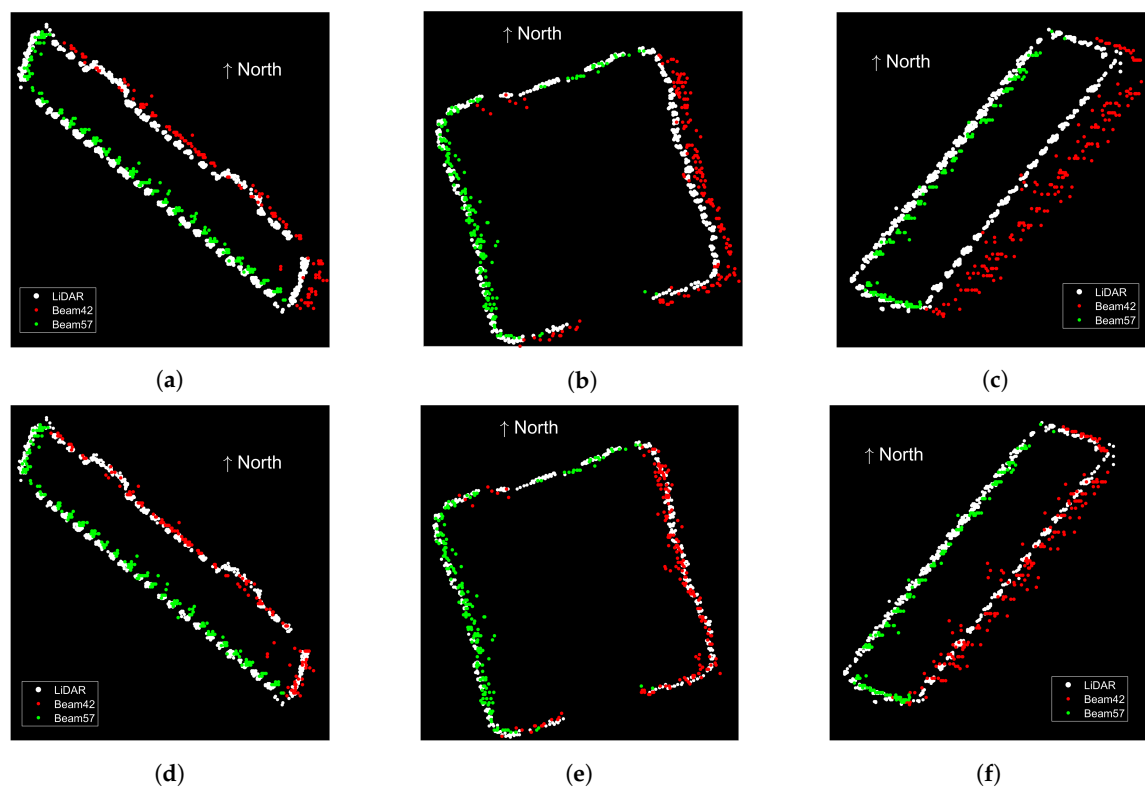 ↑ North
↑ North
↑ North
LiDAR
Beam42
Beam57
LiDAR
Beam42
Beam57
(a)
(b)
(c)
↑ North
↑ North
↑ North
LiDAR
Beam42
Beam57
LiDAR
Beam42
Beam57
(d)
(e)
(f)